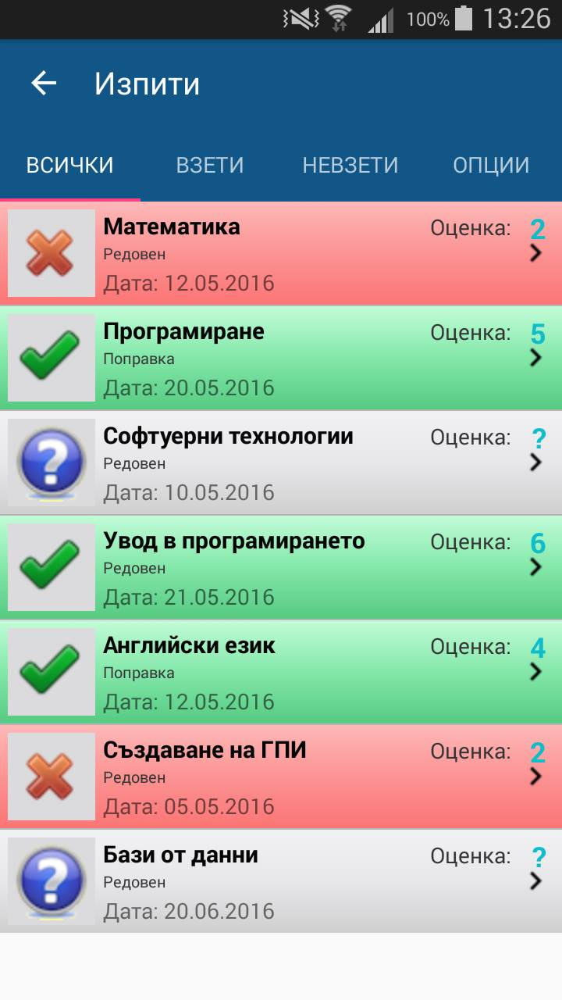 100% 13:26
Изпити
ВСИЧКИ ВЗЕТИ НЕВЗЕТИ ОПЦИИ
Математика Оценка: 2
Редовен
Дата: 12.05.2016
Програмиране Оценка: 5
Поправка
Дата: 20.05.2016
Софтуерни технологии Оценка: ?
Редовен
Дата: 10.05.2016
Увод в програмирането Оценка: 6
Редовен
Дата: 21.05.2016
Английски език Оценка: 4
Поправка
Дата: 12.05.2016
Създаване на ГПИ Оценка: 2
Редовен
Дата: 05.05.2016
Бази от данни Оценка: ?
Редовен
Дата: 20.06.2016